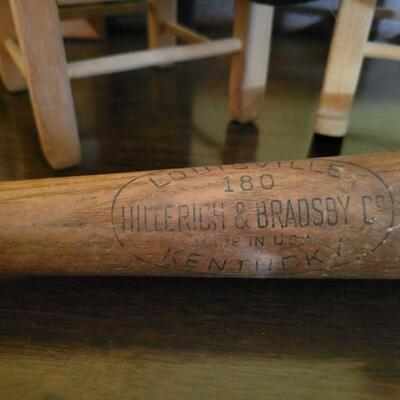 LOUISVILLE
180
HILLERICH & BRADSBY Co
MADE IN U.S.A.
KENTUCKY